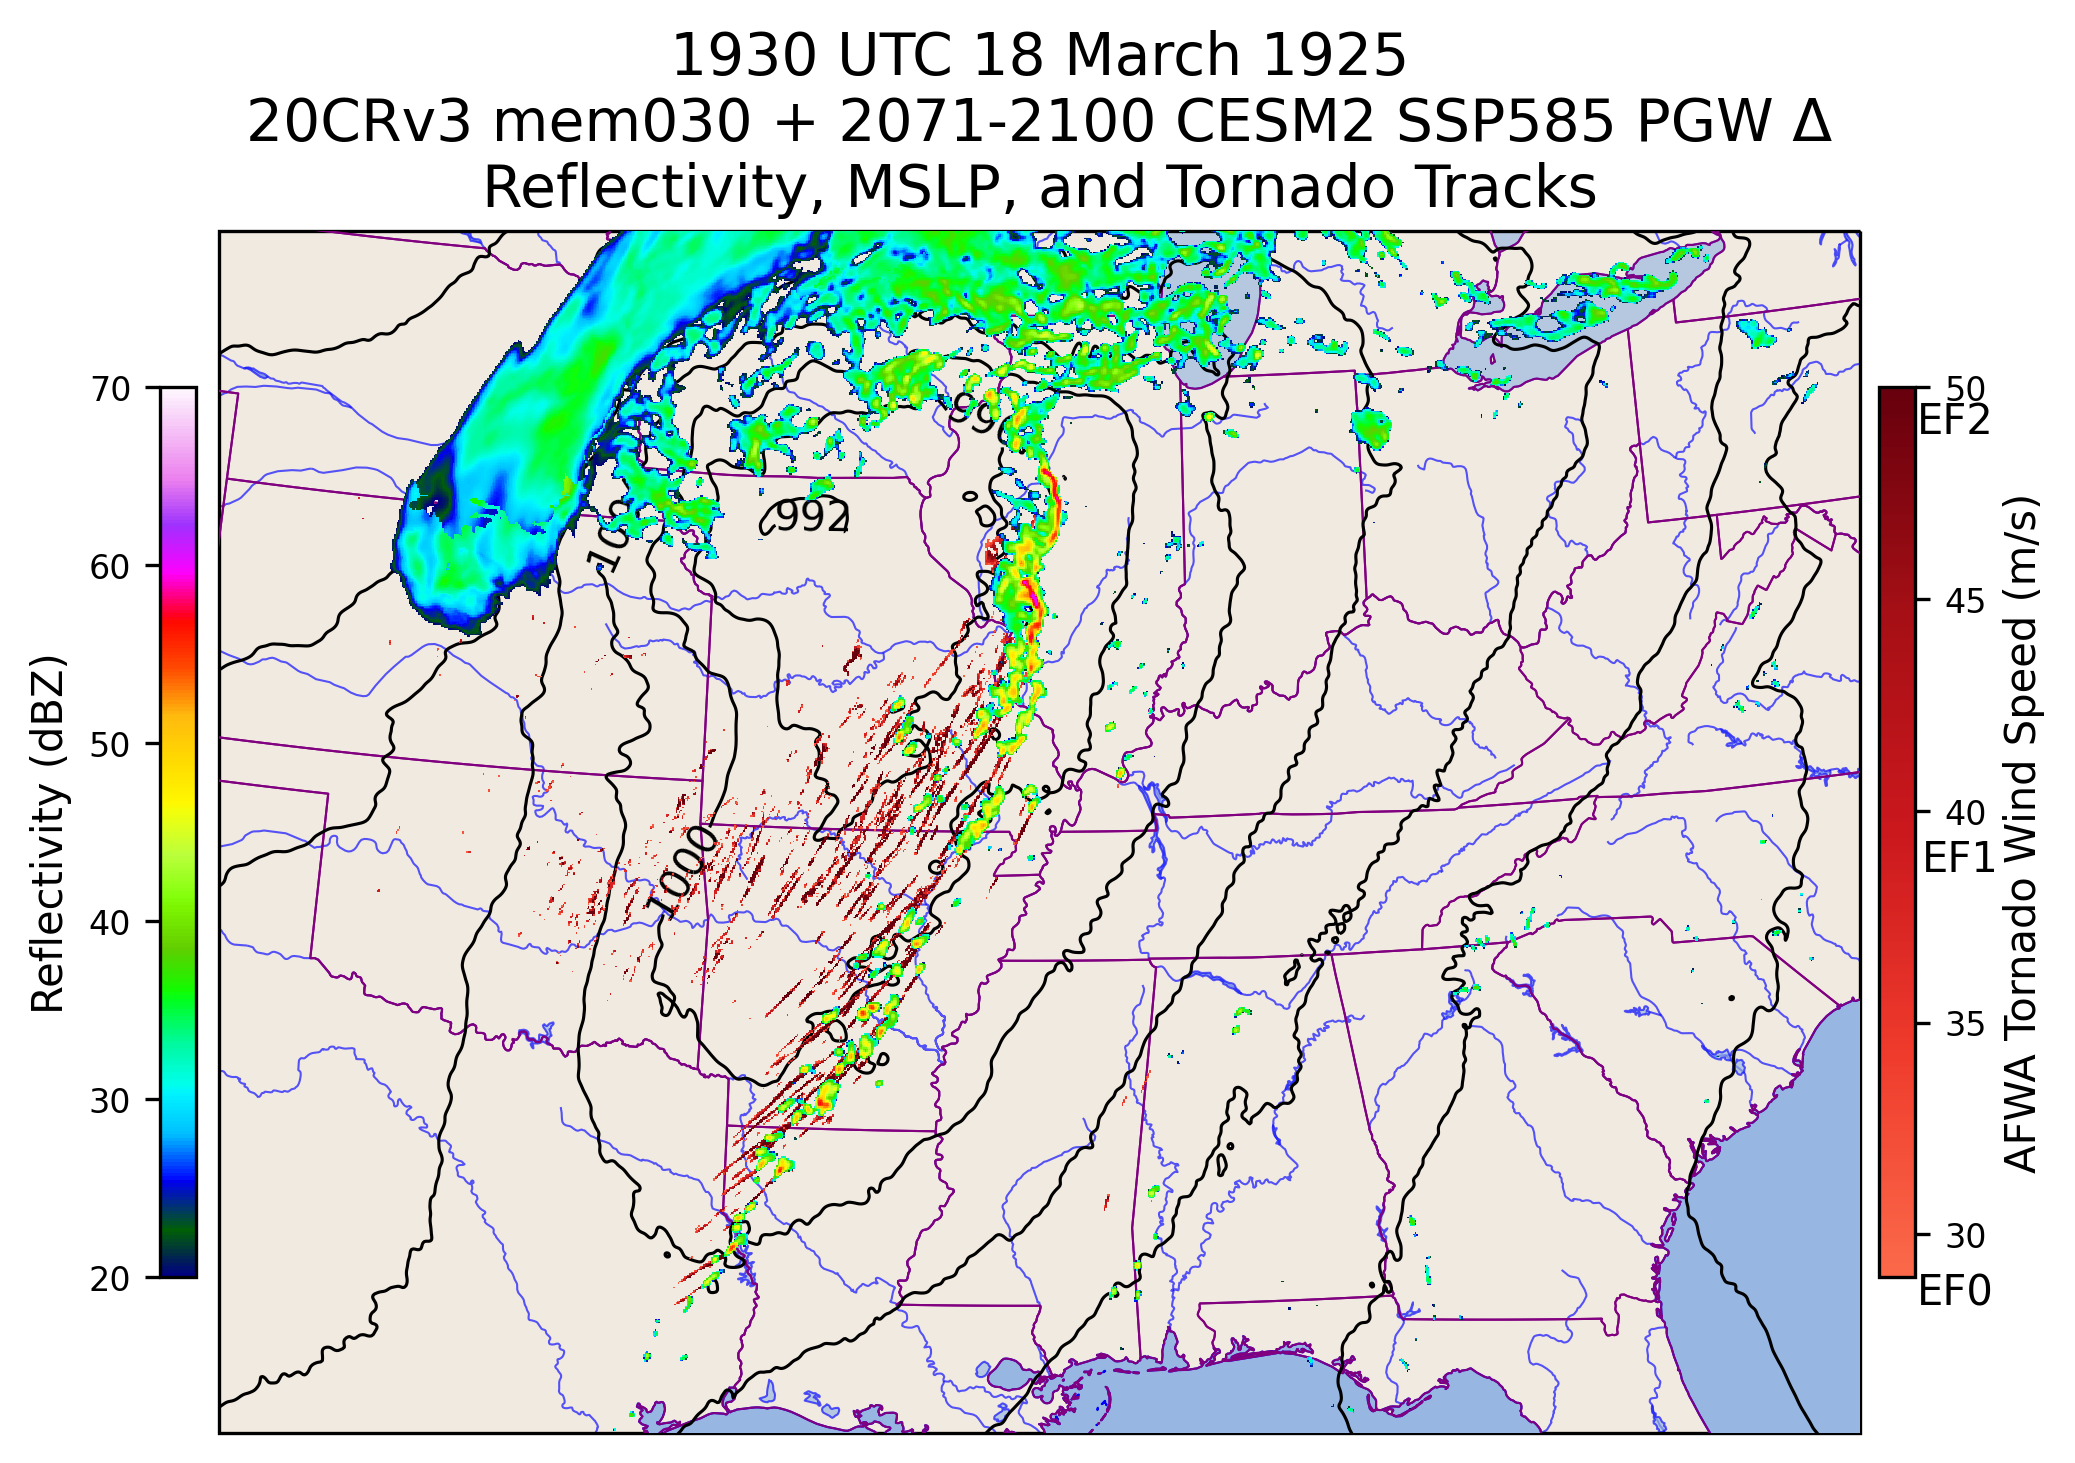 1930 UTC 18 March 1925
20CRv3 mem030 + 2071-2100 CESM2 SSP585 PGW Δ
Reflectivity, MSLP, and Tornado Tracks
Reflectivity (dBZ)
70
60
50
40
30
20
992
1000
50
EF2
45
40
EF1
35
30
EF0
AFWA Tornado Wind Speed (m/s)